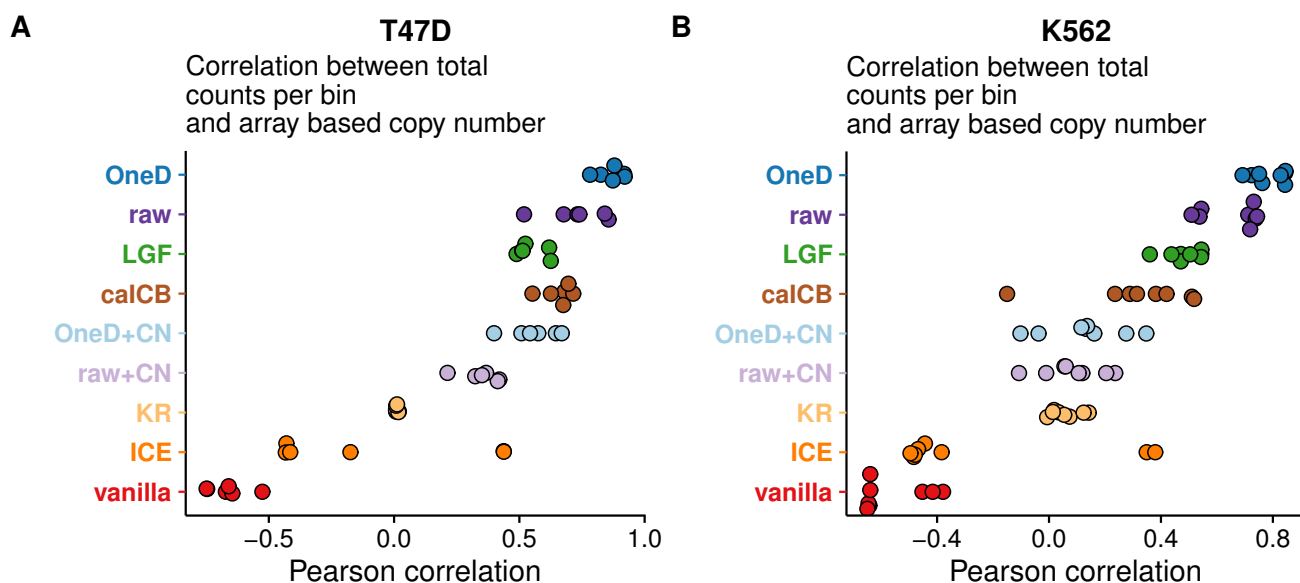 A
T47D
Correlation between total
counts per bin
and array based copy number
OneD
raw
LGF
calCB
OneD+CN
raw+CN
KR
ICE
vanilla
−0.5
0.0
0.5
1.0
Pearson correlation
B
K562
Correlation between total
counts per bin
and array based copy number
OneD
raw
LGF
calCB
OneD+CN
raw+CN
KR
ICE
vanilla
−0.4
0.0
0.4
0.8
Pearson correlation